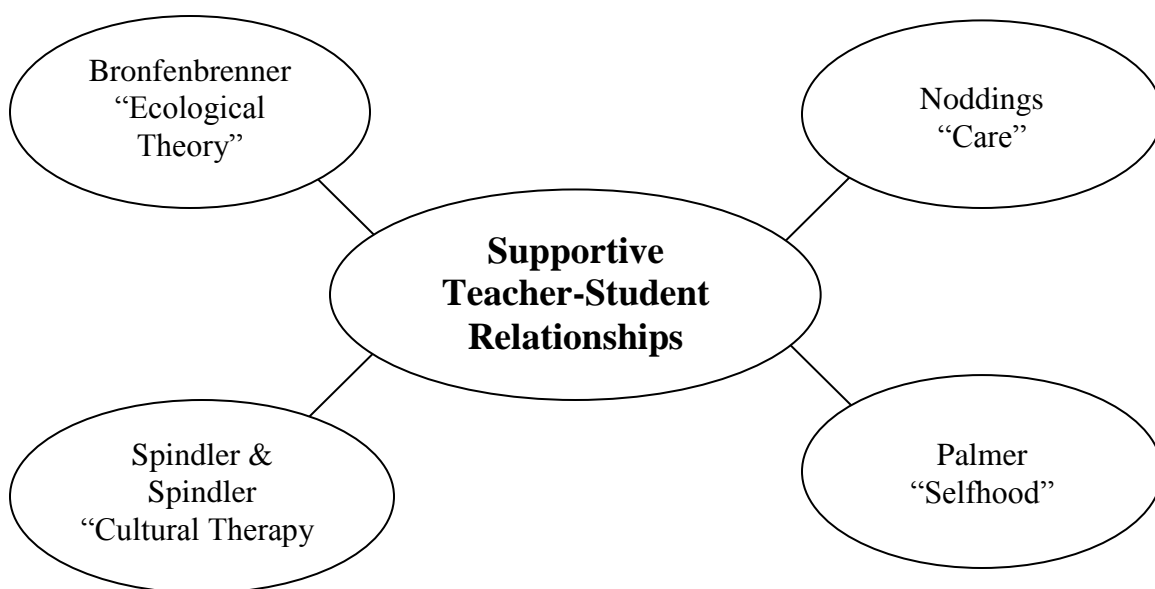 Bronfenbrenner
“Ecological
Theory”
Noddings
“Care”
Supportive
Teacher-Student
Relationships
Spindler &
Spindler
“Cultural Therapy
Palmer
“Selfhood”